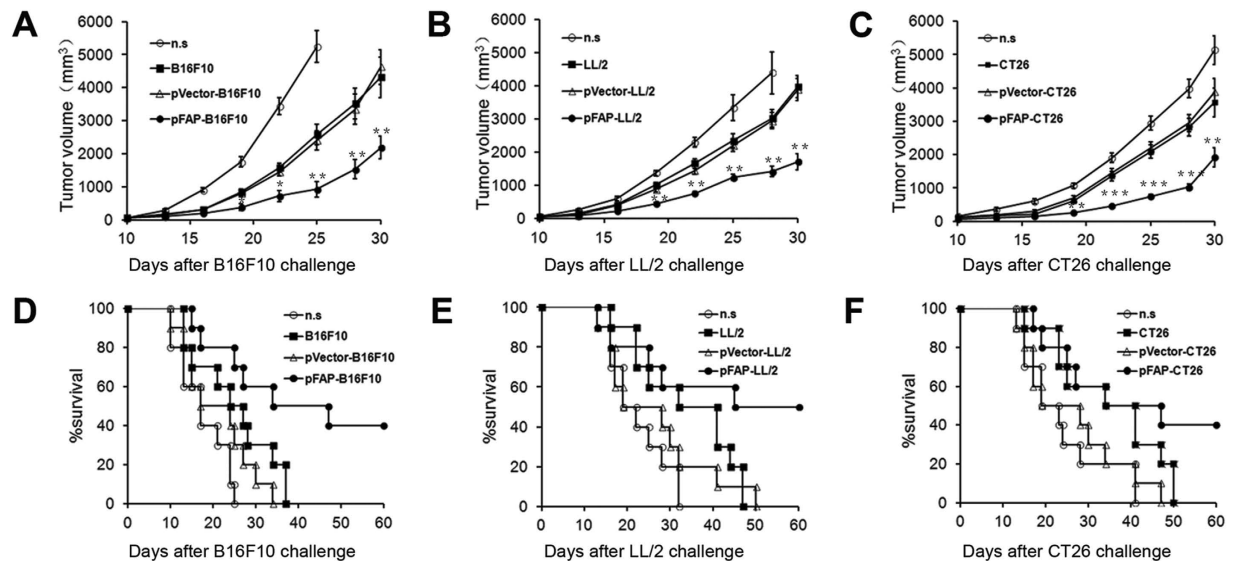 A
Tumor volume (mm³)
6000
5000
4000
3000
2000
1000
0
n.s
B16F10
pVector-B16F10
pFAP-B16F10
*
*
**
**
**
10 15 20 25 30
Days after B16F10 challenge
B
Tumor volume (mm³)
6000
5000
4000
3000
2000
1000
0
n.s
LL/2
pVector-LL/2
pFAP-LL/2
**
**
**
**
**
10 15 20 25 30
Days after LL/2 challenge
C
Tumor volume (mm³)
6000
5000
4000
3000
2000
1000
0
n.s
CT26
pVector-CT26
pFAP-CT26
**
***
***
***
**
10 15 20 25 30
Days after CT26 challenge
D
%survival
100
80
60
40
20
0
n.s
B16F10
pVector-B16F10
pFAP-B16F10
0 10 20 30 40 50 60
Days after B16F10 challenge
E
%survival
100
80
60
40
20
0
n.s
LL/2
pVector-LL/2
pFAP-LL/2
0 10 20 30 40 50 60
Days after LL/2 challenge
F
%survival
100
80
60
40
20
0
n.s
CT26
pVector-CT26
pFAP-CT26
0 10 20 30 40 50 60
Days after CT26 challenge